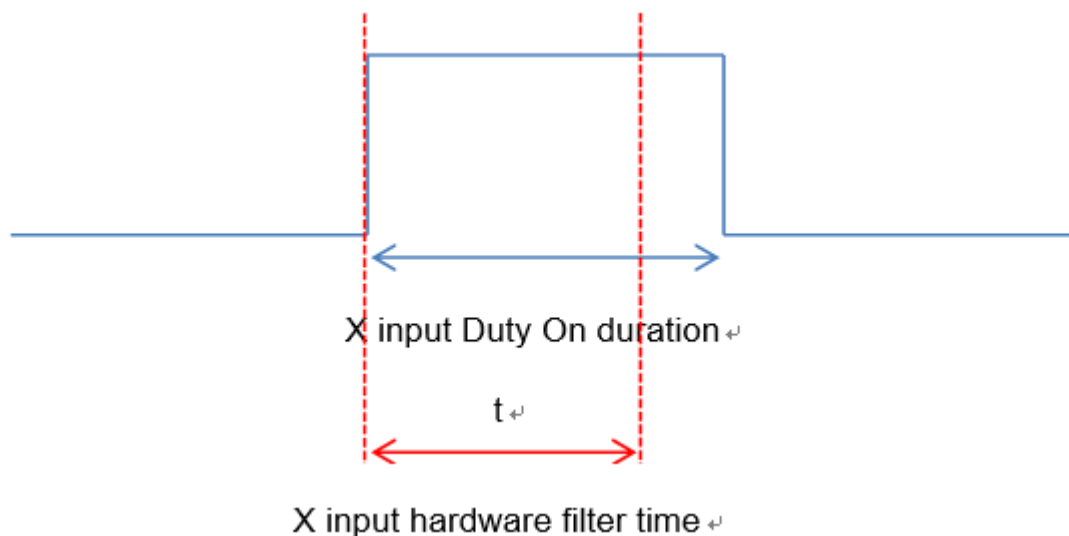 X input Duty On duration↵
t↵
X input hardware filter time↵